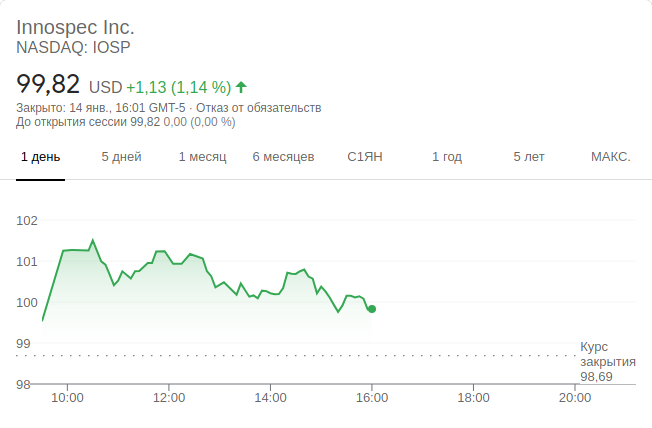 Innospec Inc.
NASDAQ: IOSP
99,82 USD +1,13 (1,14 %)
Закрыто: 14 янв., 16:01 GMT-5 · Отказ от обязательств
До открытия сессии 99,82 0,00 (0,00 %)
1 день 5 дней 1 месяц 6 месяцев С1ЯН 1 год 5 лет МАКС.
102
101
100
99
Курс
закрытия
98,69
98
10:00 12:00 14:00 16:00 18:00 20:00